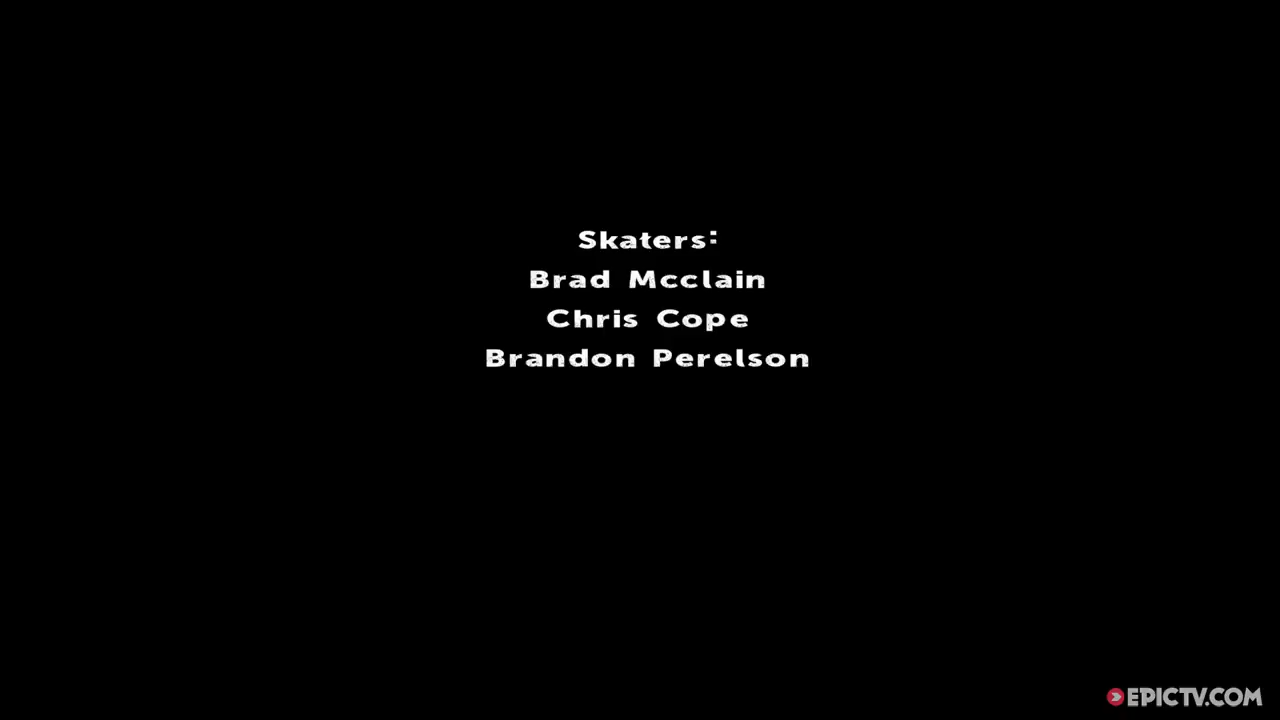 Skaters:
Brad Mcclain
Chris Cope
Brandon Perelson
EPICTV.COM